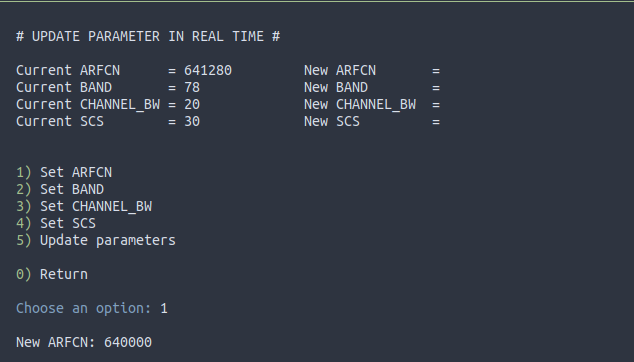 # UPDATE PARAMETER IN REAL TIME #
Current ARFCN      = 641280         New ARFCN       =
Current BAND       = 78             New BAND        =
Current CHANNEL_BW = 20             New CHANNEL_BW  =
Current SCS        = 30             New SCS         =
1) Set ARFCN
2) Set BAND
3) Set CHANNEL_BW
4) Set SCS
5) Update parameters
0) Return
Choose an option: 1
New ARFCN: 640000